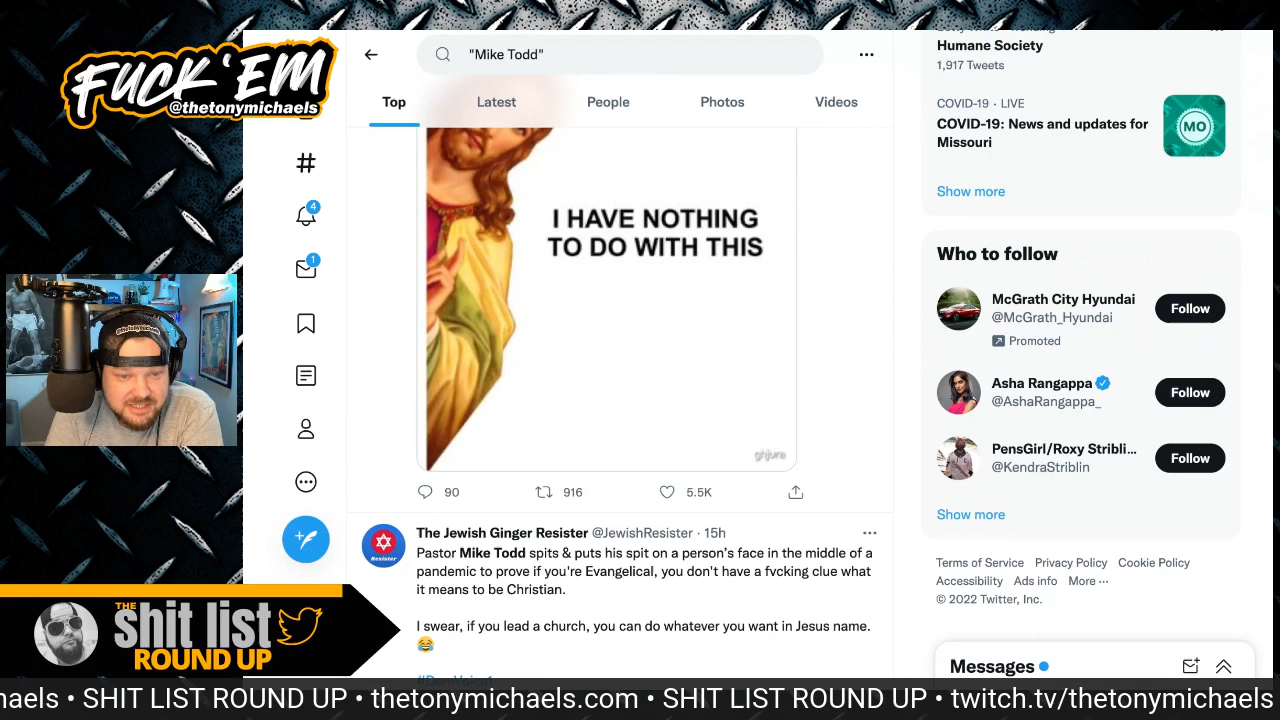 FUCK 'EM
@thetonymichaels
"Mike Todd"
Top
Latest
People
Photos
Videos
4
1
I HAVE NOTHING
TO DO WITH THIS
ghjura
90
916
5.5K
The Jewish Ginger Resister @JewishResister · 15h
Pastor Mike Todd spits & puts his spit on a person's face in the middle of a
pandemic to prove if you're Evangelical, you don't have a fvcking clue what
it means to be Christian.
I swear, if you lead a church, you can do whatever you want in Jesus name.
😂
Resister
Humane Society
1,917 Tweets
COVID-19 · LIVE
COVID-19: News and updates for
Missouri
MO
Show more
Who to follow
McGrath City Hyundai
@McGrath_Hyundai
Promoted
Follow
Asha Rangappa
@AshaRangappa_
Follow
PensGirl/Roxy Stribli...
@KendraStriblin
Follow
Show more
Terms of Service Privacy Policy Cookie Policy
Accessibility Ads info More ···
© 2022 Twitter, Inc.
Messages
THE
shit list
ROUND UP
haels • SHIT LIST ROUND UP • thetonymichaels.com • SHIT LIST ROUND UP • twitch.tv/thetonymichaels